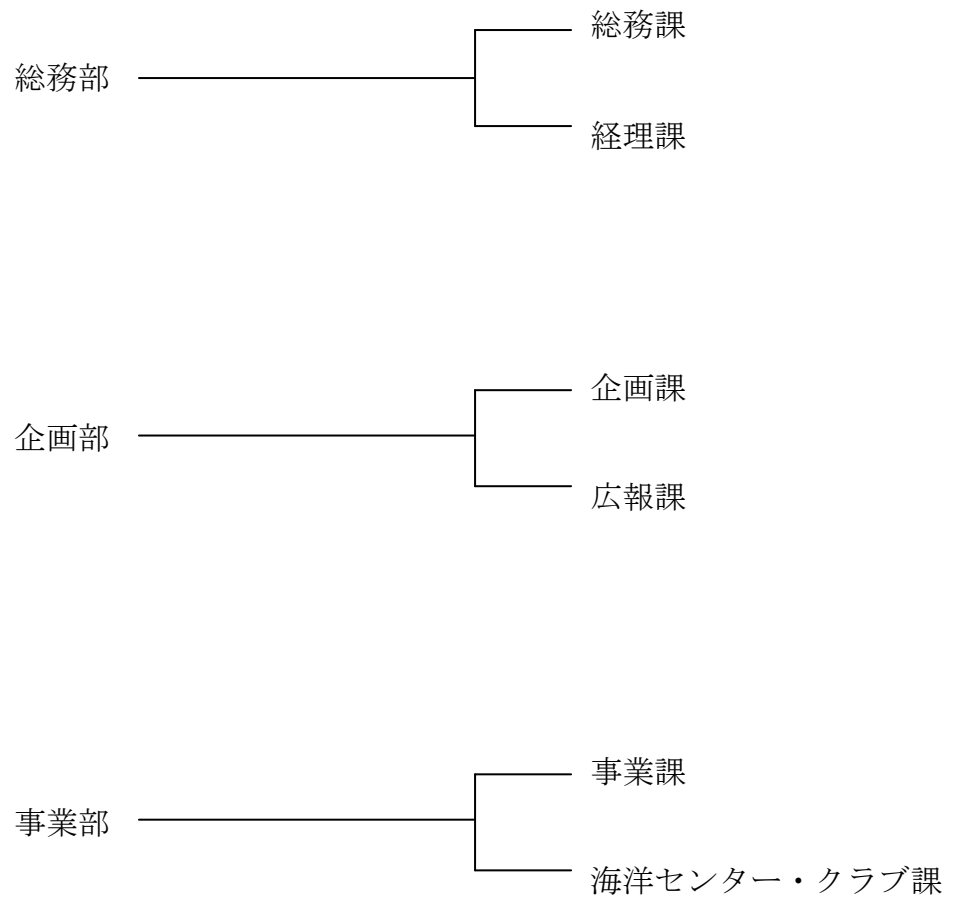 総務部
総務課
経理課
企画部
企画課
広報課
事業部
事業課
海洋センター・クラブ課